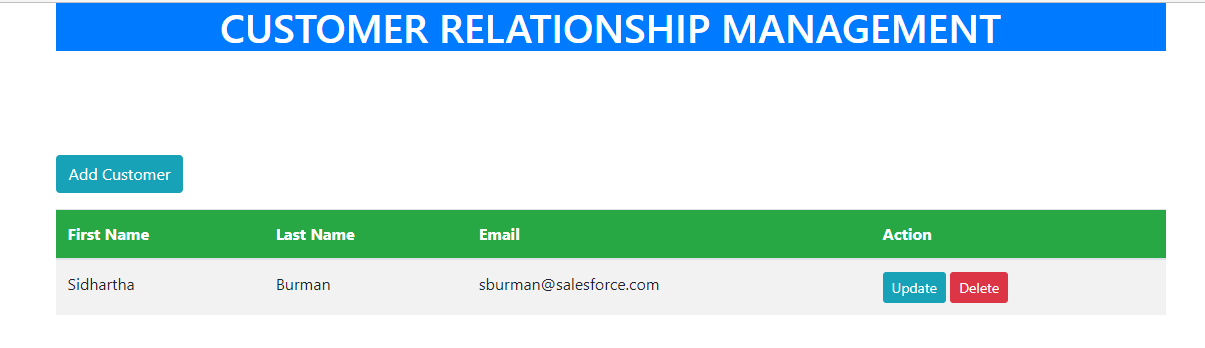 CUSTOMER RELATIONSHIP MANAGEMENT
Add Customer
First Name Last Name Email Action
Sidhartha Burman sburman@salesforce.com Update Delete